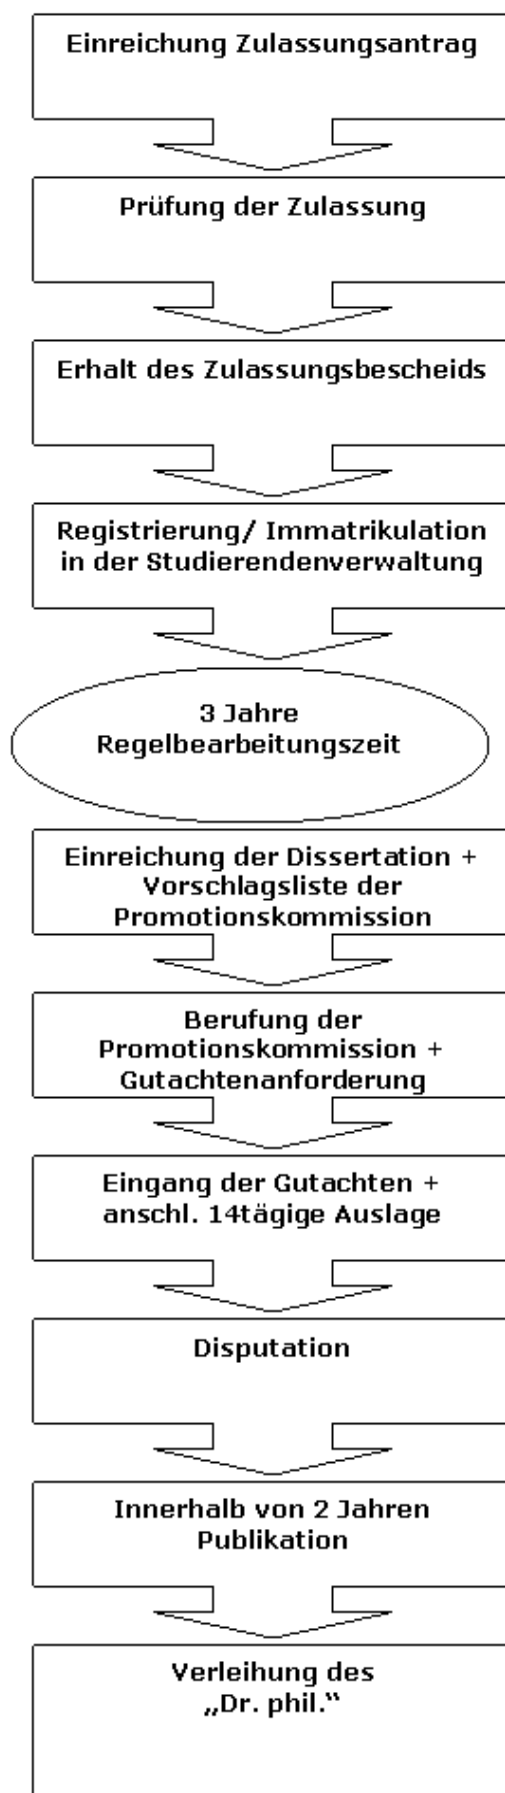 Einreichung Zulassungsantrag
Prüfung der Zulassung
Erhalt des Zulassungsbescheids
Registrierung/ Immatrikulation
in der Studierendenverwaltung
3 Jahre
Regelbearbeitungszeit
Einreichung der Dissertation +
Vorschlagsliste der
Promotionskommission
Berufung der
Promotionskommission +
Gutachtenanforderung
Eingang der Gutachten +
anschl. 14tägige Auslage
Disputation
Innerhalb von 2 Jahren
Publikation
Verleihung des
„Dr. phil.“